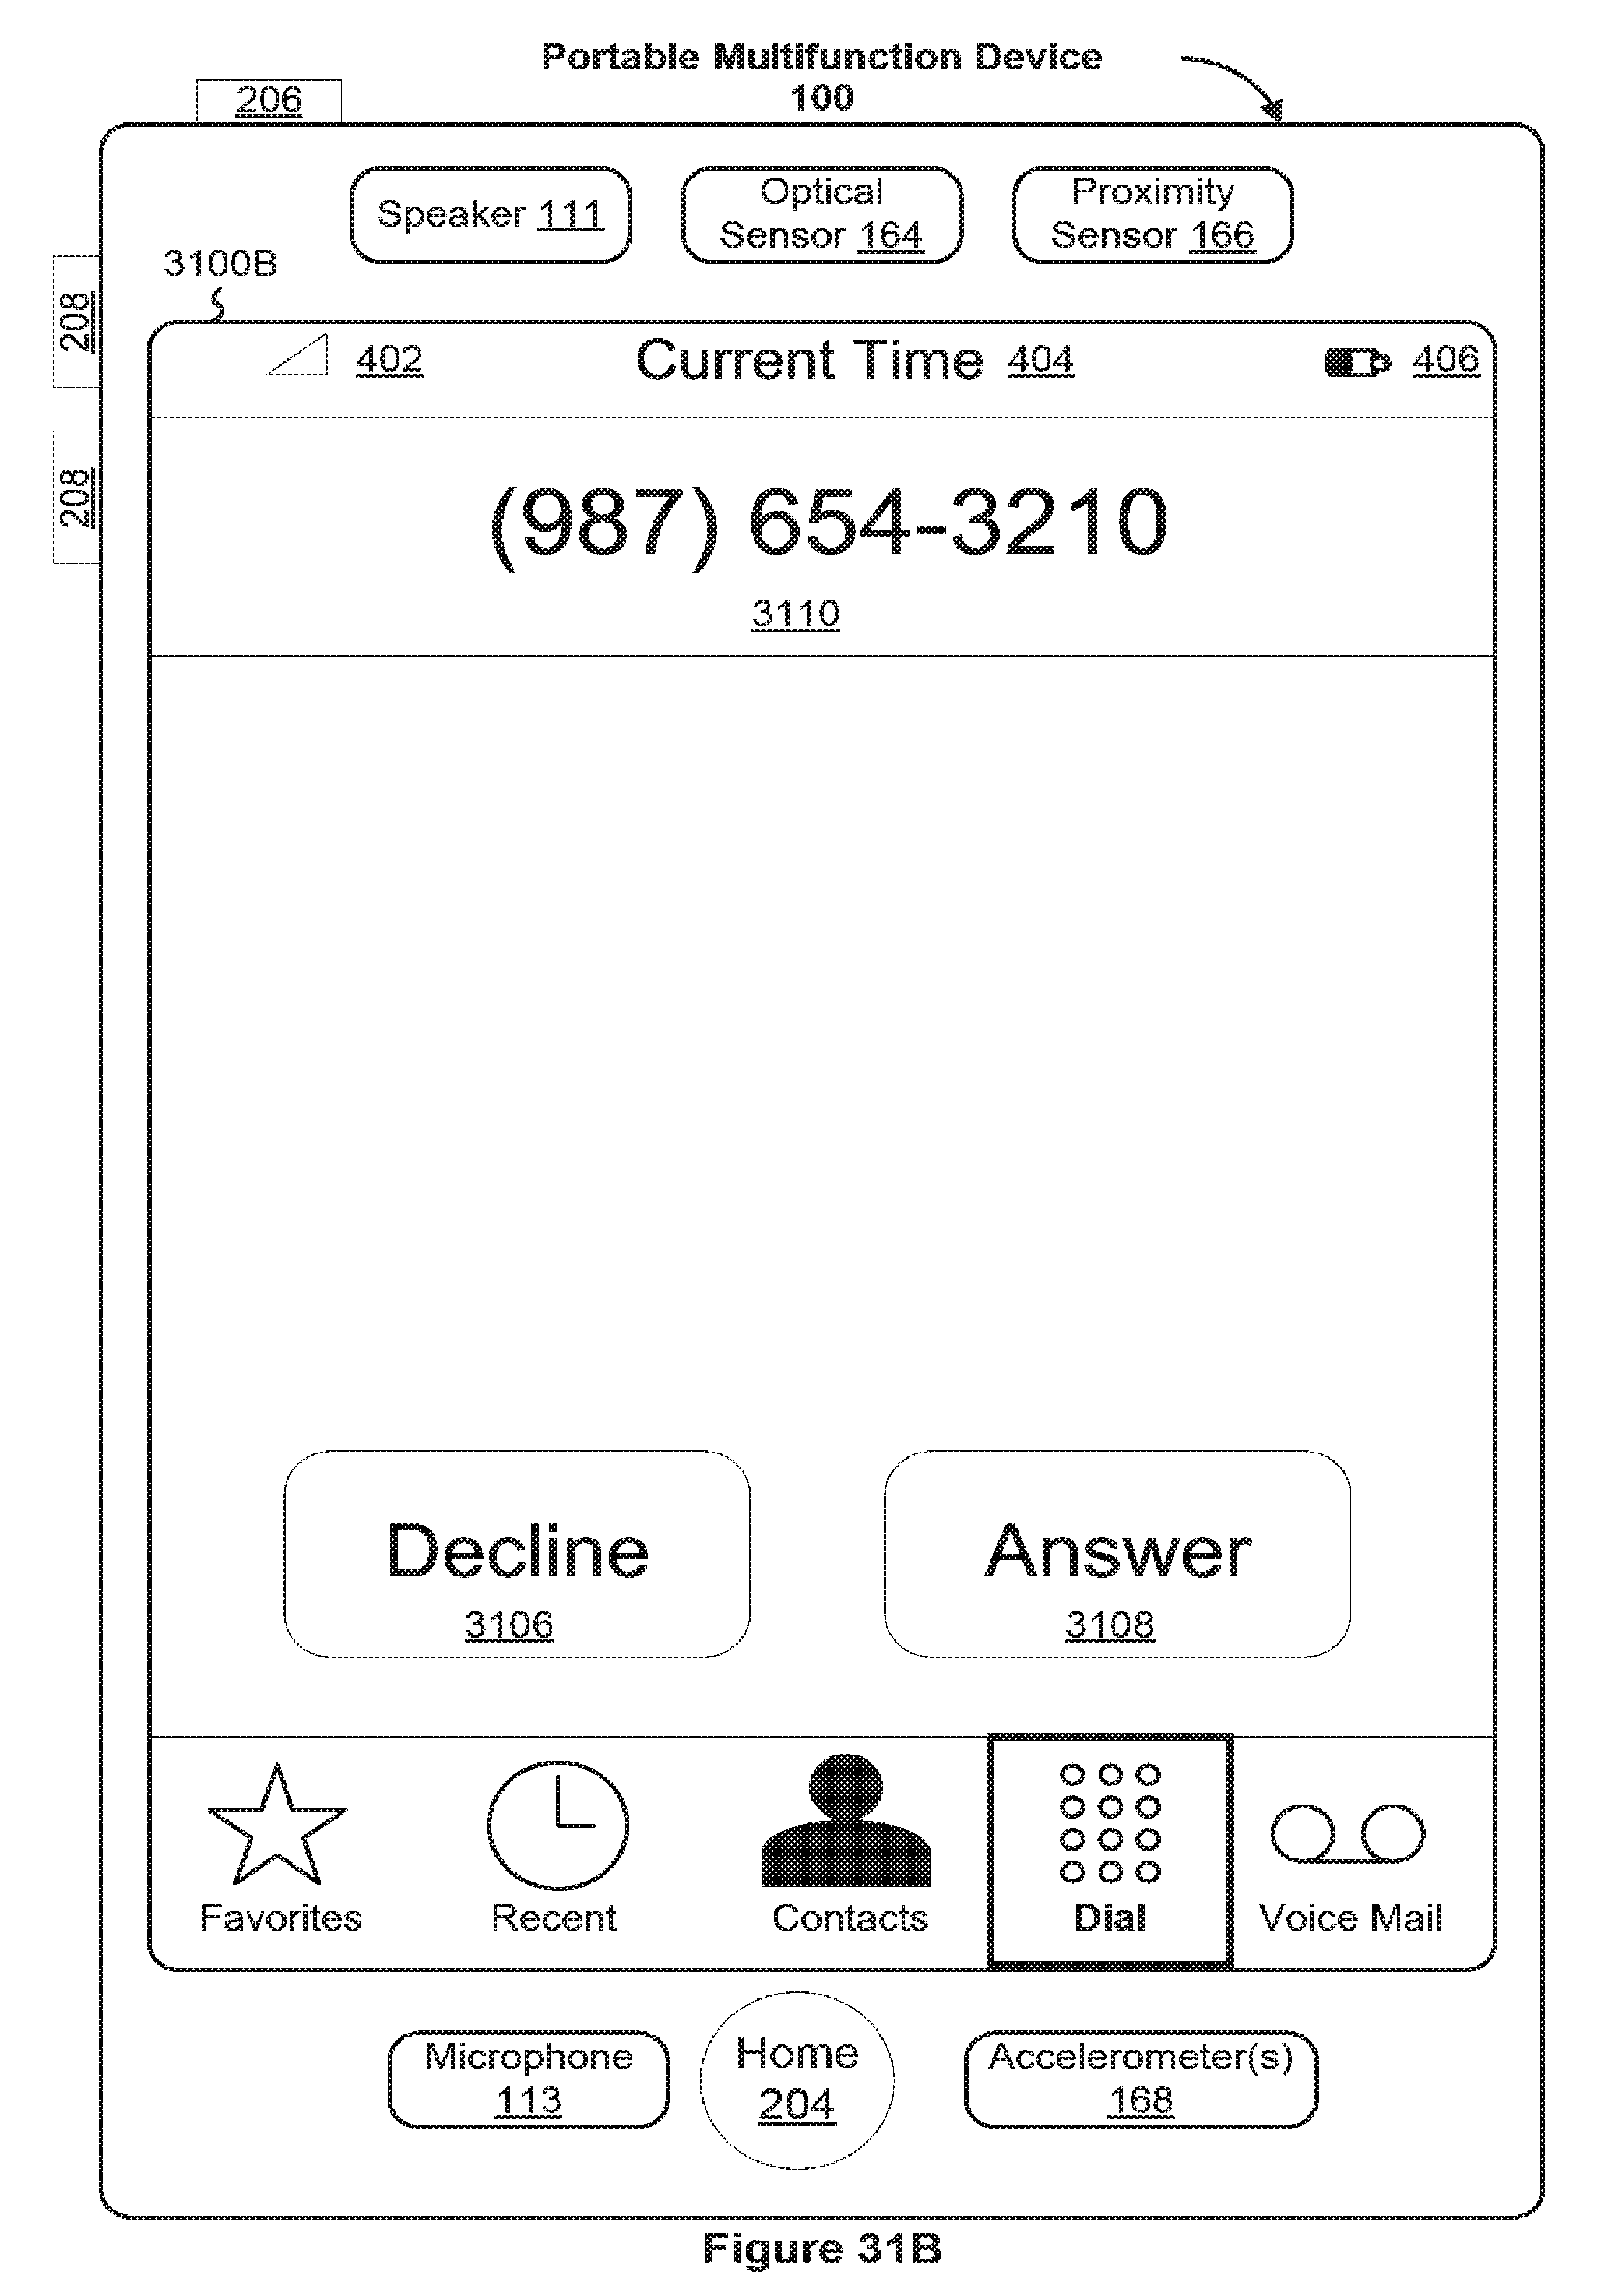 Portable Multifunction Device
100
206
Speaker 111
Optical
Sensor 164
Proximity
Sensor 166
3100B
208
208
402
Current Time 404
406
(987) 654-3210
3110
Decline
3106
Answer
3108
Favorites
Recent
Contacts
Dial
Voice Mail
Microphone
113
Home
204
Accelerometer(s)
168
Figure 31B